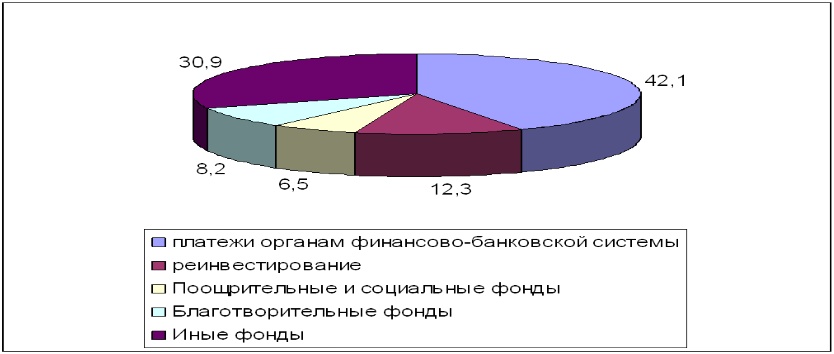 30,9
42,1
8,2
6,5
12,3
платежи органам финансово-банковской системы
реинвестирование
Поощрительные и социальные фонды
Благотворительные фонды
Иные фонды